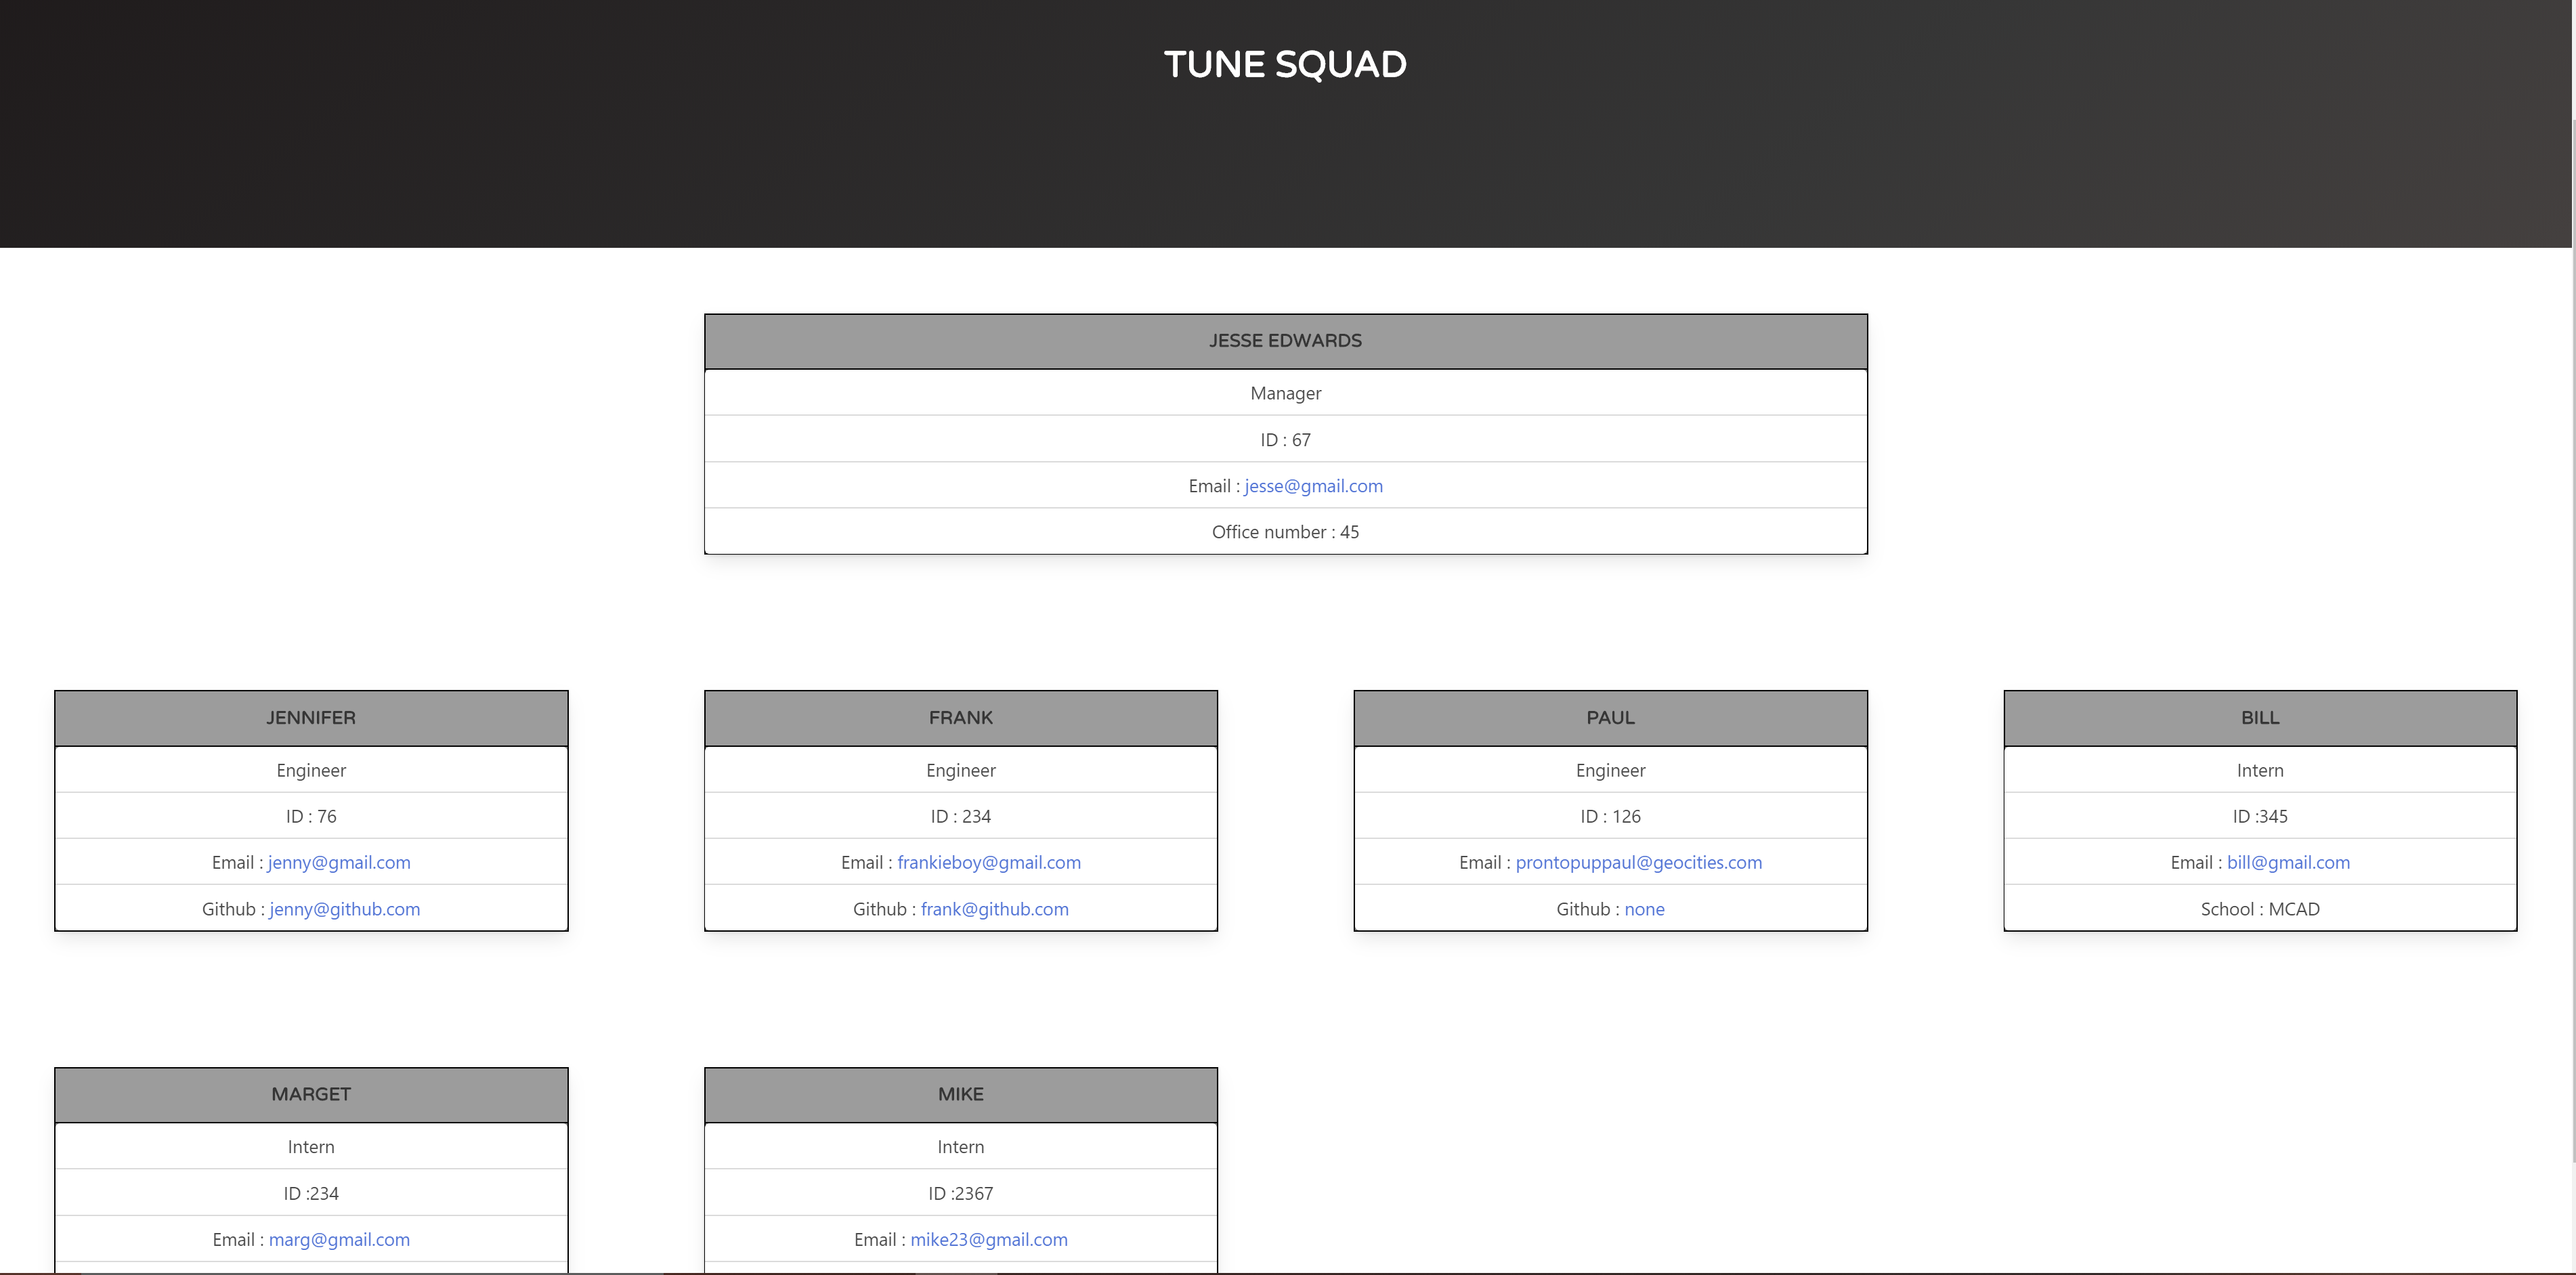 TUNE SQUAD
JESSE EDWARDS
Manager
ID : 67
Email : jesse@gmail.com
Office number : 45
JENNIFER
Engineer
ID : 76
Email : jenny@gmail.com
Github : jenny@github.com
FRANK
Engineer
ID : 234
Email : frankieboy@gmail.com
Github : frank@github.com
PAUL
Engineer
ID : 126
Email : prontopuppaul@geocities.com
Github : none
BILL
Intern
ID :345
Email : bill@gmail.com
School : MCAD
MARGET
Intern
ID :234
Email : marg@gmail.com
MIKE
Intern
ID :2367
Email : mike23@gmail.com